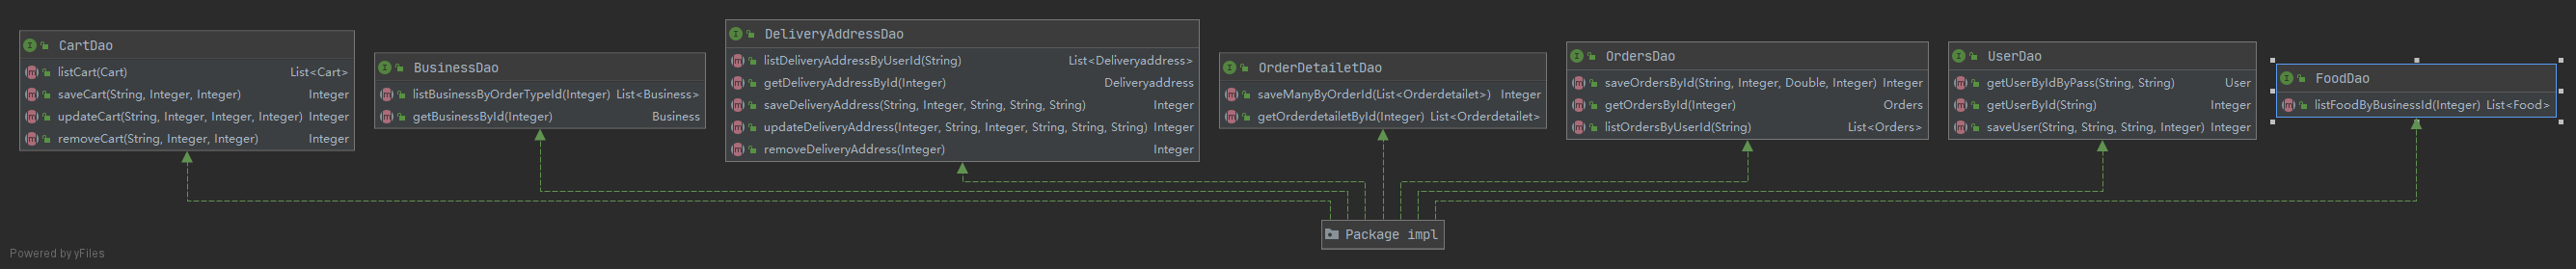 CartDao
listCart(Cart) List<Cart>
saveCart(String, Integer, Integer) Integer
updateCart(String, Integer, Integer, Integer) Integer
removeCart(String, Integer, Integer) Integer
BusinessDao
listBusinessByOrderTypeId(Integer) List<Business>
getBusinessById(Integer) Business
DeliveryAddressDao
listDeliveryAddressByUserId(String) List<Deliveryaddress>
getDeliveryAddressById(Integer) Deliveryaddress
saveDeliveryAddress(String, Integer, String, String, String) Integer
updateDeliveryAddress(Integer, String, Integer, String, String, String) Integer
removeDeliveryAddress(Integer) Integer
OrderDetailetDao
saveManyByOrderId(List<Orderdetailet>) Integer
getOrderdetailetById(Integer) List<Orderdetailet>
OrdersDao
saveOrdersById(String, Integer, Double, Integer) Integer
getOrdersById(Integer) Orders
listOrdersByUserId(String) List<Orders>
UserDao
getUserByIdByPass(String, String) User
getUserById(String) Integer
saveUser(String, String, String, Integer) Integer
FoodDao
listFoodByBusinessId(Integer) List<Food>
Package impl
Powered by yFiles